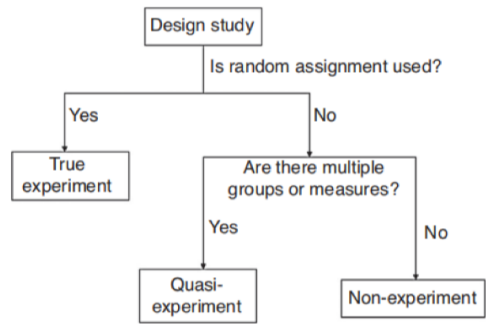 Design study
Is random assignment used?
Yes
No
True
experiment
Are there multiple
groups or measures?
Yes
No
Quasi-
experiment
Non-experiment